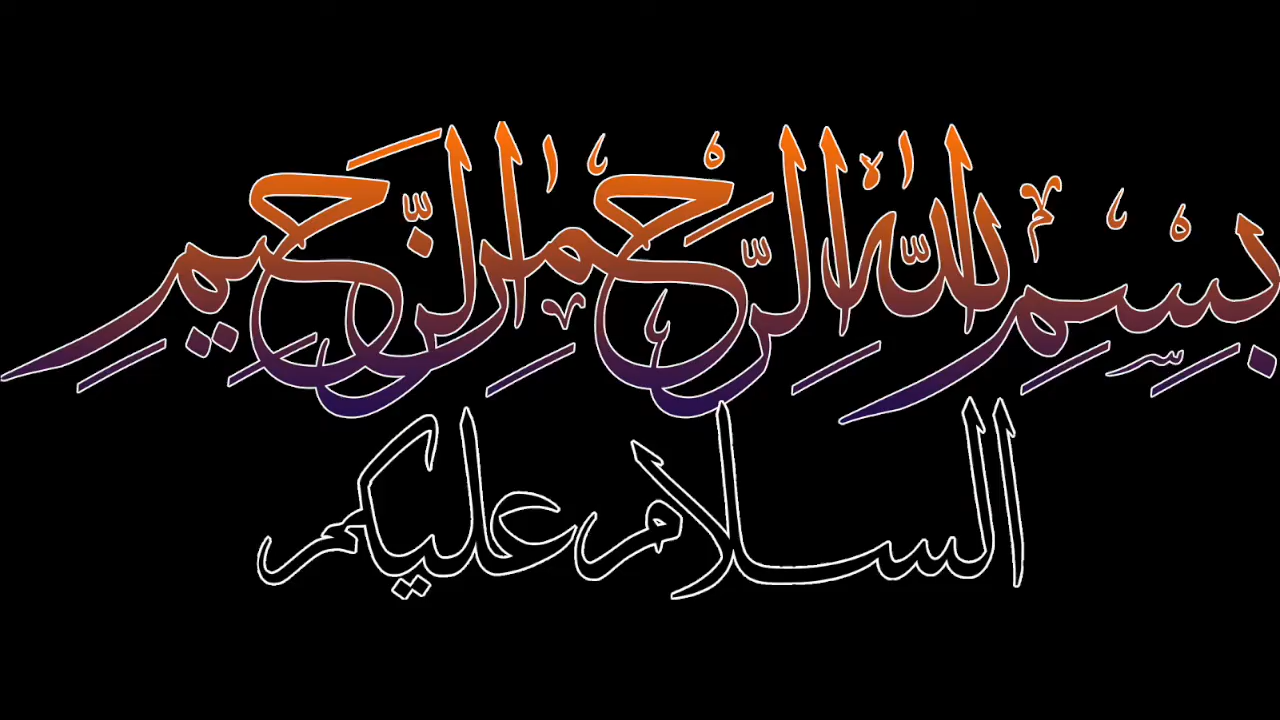 بِسْمِ اللَّهِ الرَّحْمٰنِ الرَّحِيمِ
السلام عليكم